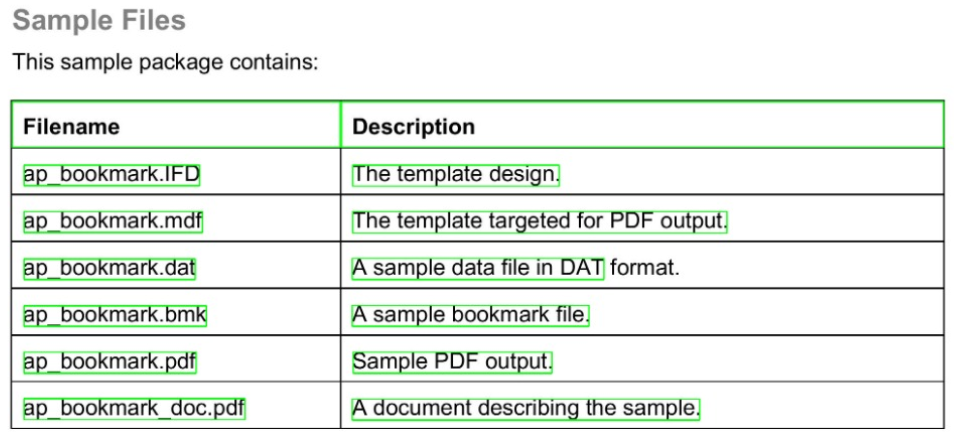 Sample Files
This sample package contains:
Filename Description
ap_bookmark.IFD The template design.
ap_bookmark.mdf The template targeted for PDF output.
ap_bookmark.dat A sample data file in DAT format.
ap_bookmark.bmk A sample bookmark file.
ap_bookmark.pdf Sample PDF output.
ap_bookmark_doc.pdf A document describing the sample.